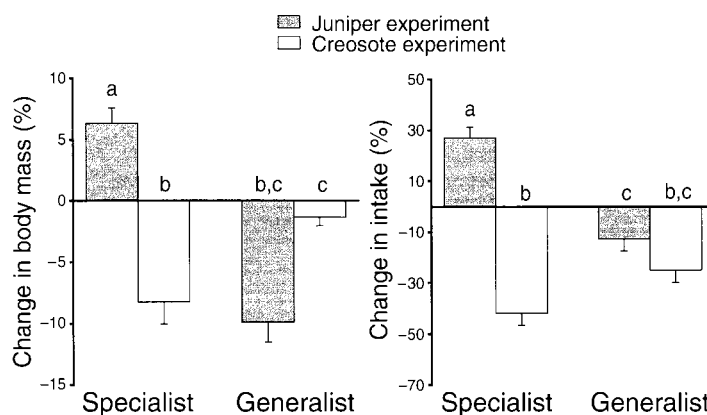 Juniper experiment
Creosote experiment
Change in body mass (%)
10
5
0
−5
−10
−15
a
b
b,c
c
Specialist
Generalist
Change in intake (%)
50
30
10
−10
−30
−50
−70
a
b
c
b,c
Specialist
Generalist